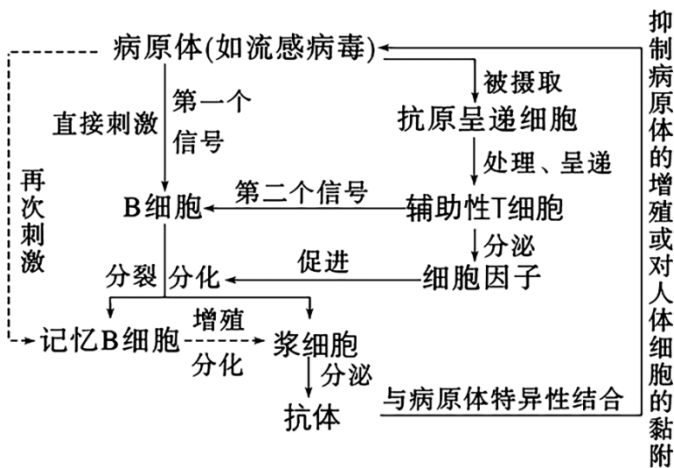 病原体(如流感病毒)
被摄取
抗原呈递细胞
处理、呈递
直接刺激
第一个
信号
B细胞
第二个信号
辅助性T细胞
分泌
细胞因子
促进
分裂
分化
再次刺激
记忆B细胞
增殖
分化
浆细胞
分泌
抗体
与病原体特异性结合
抑制病原体的增殖或对人体细胞的黏附